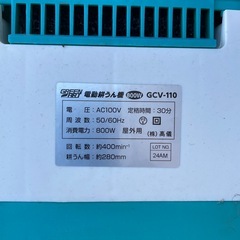 GREEN ART 電動耕うん機 800W GCV-110
電圧:AC100V 定格時間:30分
周波数:50/60Hz
消費電力:800W 屋外用
回転数:約400min⁻¹ (株)高儀
耕うん幅:約280mm LOT NO 24AM